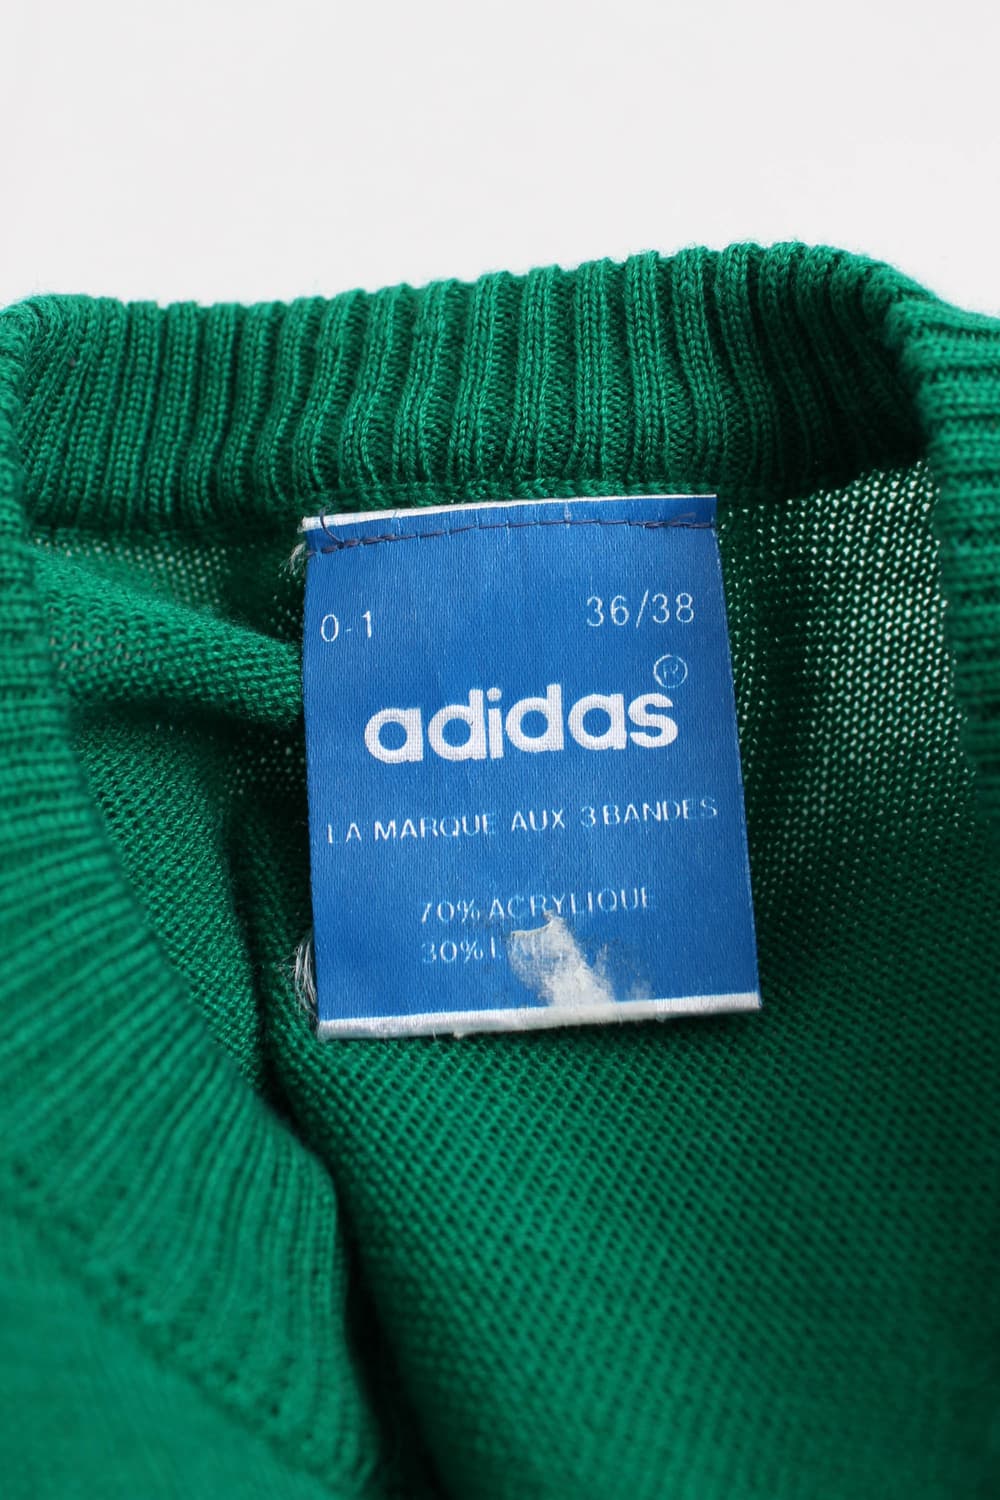 0-1 36/38
adidas ®
LA MARQUE AUX 3 BANDES
70% ACRYLIQUE
30%